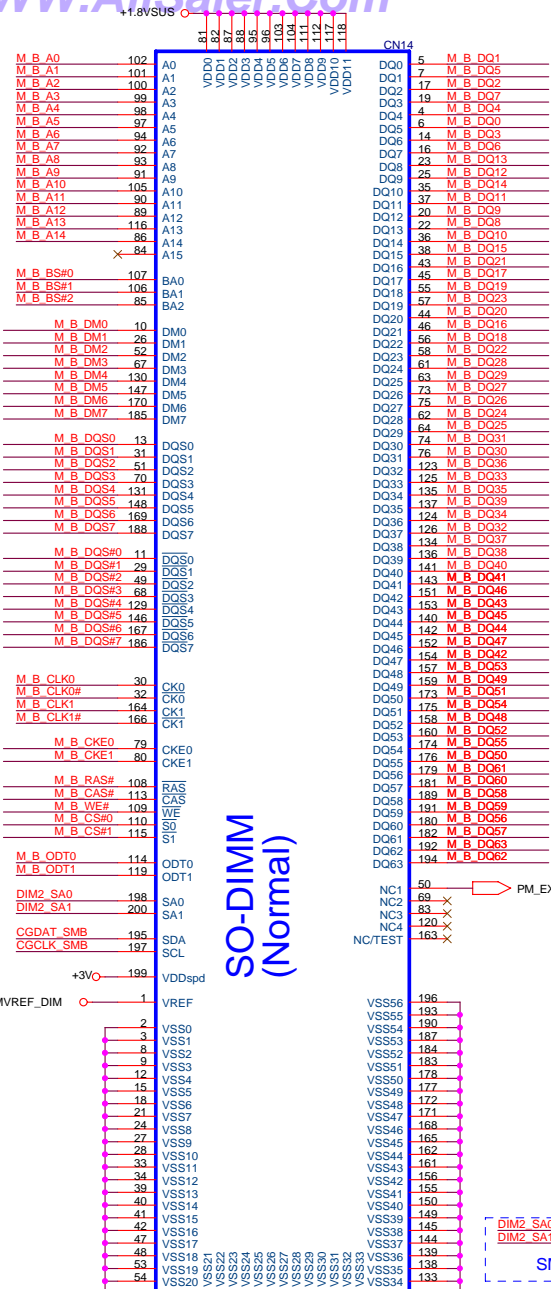 www.AllSaler.Com
+1.8VSUS
81 82 87 88 95 96 103 104 111 112 117 118
CN14
VDD0 VDD1 VDD2 VDD3 VDD4 VDD5 VDD6 VDD7 VDD8 VDD9 VDD10 VDD11
M_B_A0 102 A0 DQ0 5 M_B_DQ1
M_B_A1 101 A1 DQ1 7 M_B_DQ5
M_B_A2 100 A2 DQ2 17 M_B_DQ2
M_B_A3 99 A3 DQ3 19 M_B_DQ7
M_B_A4 98 A4 DQ4 4 M_B_DQ4
M_B_A5 97 A5 DQ5 6 M_B_DQ0
M_B_A6 94 A6 DQ6 14 M_B_DQ3
M_B_A7 92 A7 DQ7 16 M_B_DQ6
M_B_A8 93 A8 DQ8 23 M_B_DQ13
M_B_A9 91 A9 DQ9 25 M_B_DQ12
M_B_A10 105 A10 DQ10 35 M_B_DQ14
M_B_A11 90 A11 DQ11 37 M_B_DQ11
M_B_A12 89 A12 DQ12 20 M_B_DQ9
M_B_A13 116 A13 DQ13 22 M_B_DQ8
M_B_A14 86 A14 DQ14 36 M_B_DQ10
84 A15 DQ15 38 M_B_DQ15
DQ16 43 M_B_DQ21
M_B_BS#0 107 BA0 DQ17 45 M_B_DQ17
M_B_BS#1 106 BA1 DQ18 55 M_B_DQ19
M_B_BS#2 85 BA2 DQ19 57 M_B_DQ23
DQ20 44 M_B_DQ20
M_B_DM0 10 DM0 DQ21 46 M_B_DQ16
M_B_DM1 26 DM1 DQ22 56 M_B_DQ18
M_B_DM2 52 DM2 DQ23 58 M_B_DQ22
M_B_DM3 67 DM3 DQ24 61 M_B_DQ28
M_B_DM4 130 DM4 DQ25 63 M_B_DQ29
M_B_DM5 147 DM5 DQ26 73 M_B_DQ27
M_B_DM6 170 DM6 DQ27 75 M_B_DQ26
M_B_DM7 185 DM7 DQ28 62 M_B_DQ24
DQ29 64 M_B_DQ25
M_B_DQS0 13 DQS0 DQ30 74 M_B_DQ31
M_B_DQS1 31 DQS1 DQ31 76 M_B_DQ30
M_B_DQS2 51 DQS2 DQ32 123 M_B_DQ36
M_B_DQS3 70 DQS3 DQ33 125 M_B_DQ33
M_B_DQS4 131 DQS4 DQ34 135 M_B_DQ35
M_B_DQS5 148 DQS5 DQ35 137 M_B_DQ39
M_B_DQS6 169 DQS6 DQ36 124 M_B_DQ34
M_B_DQS7 188 DQS7 DQ37 126 M_B_DQ32
DQ38 134 M_B_DQ37
M_B_DQS#0 11 DQS0 DQ39 136 M_B_DQ38
M_B_DQS#1 29 DQS1 DQ40 141 M_B_DQ40
M_B_DQS#2 49 DQS2 DQ41 143 M_B_DQ41
M_B_DQS#3 68 DQS3 DQ42 151 M_B_DQ46
M_B_DQS#4 129 DQS4 DQ43 153 M_B_DQ43
M_B_DQS#5 146 DQS5 DQ44 140 M_B_DQ45
M_B_DQS#6 167 DQS6 DQ45 142 M_B_DQ44
M_B_DQS#7 186 DQS7 DQ46 152 M_B_DQ47
DQ47 154 M_B_DQ42
DQ48 157 M_B_DQ53
M_B_CLK0 30 CK0 DQ49 159 M_B_DQ49
M_B_CLK0# 32 CK0 DQ50 173 M_B_DQ51
M_B_CLK1 164 CK1 DQ51 175 M_B_DQ54
M_B_CLK1# 166 CK1 DQ52 158 M_B_DQ48
DQ53 160 M_B_DQ52
M_B_CKE0 79 CKE0 DQ54 174 M_B_DQ55
M_B_CKE1 80 CKE1 DQ55 176 M_B_DQ50
DQ56 179 M_B_DQ61
M_B_RAS# 108 RAS DQ57 181 M_B_DQ60
M_B_CAS# 113 CAS DQ58 189 M_B_DQ58
M_B_WE# 109 WE DQ59 191 M_B_DQ59
M_B_CS#0 110 S0 DQ60 180 M_B_DQ56
M_B_CS#1 115 S1 DQ61 182 M_B_DQ57
DQ62 192 M_B_DQ63
M_B_ODT0 114 ODT0 DQ63 194 M_B_DQ62
M_B_ODT1 119 ODT1
SO-DIMM
(Normal)
NC1 50 PM_EX
DIM2_SA0 198 SA0 NC2 69
DIM2_SA1 200 SA1 NC3 83
NC4 120
CGDAT_SMB 195 SDA NC/TEST 163
CGCLK_SMB 197 SCL
+3V 199 VDDspd
MVREF_DIM 1 VREF VSS56 196
VSS55 193
2 VSS0 VSS54 190
3 VSS1 VSS53 187
8 VSS2 VSS52 184
9 VSS3 VSS51 183
12 VSS4 VSS50 178
15 VSS5 VSS49 177
18 VSS6 VSS48 172
21 VSS7 VSS47 171
24 VSS8 VSS46 168
27 VSS9 VSS45 165
28 VSS10 VSS44 162
33 VSS11 VSS43 161
34 VSS12 VSS42 156
39 VSS13 VSS41 155
40 VSS14 VSS40 150
41 VSS15 VSS39 149
42 VSS16 VSS38 145
47 VSS17 VSS37 144
48 VSS18 VSS36 139
53 VSS19 VSS35 138
54 VSS20 VSS34 133
VSS21 VSS22 VSS23 VSS24 VSS25 VSS26 VSS27 VSS28 VSS29 VSS30 VSS31 VSS32 VSS33
DIM2_SA0
DIM2_SA1
SM